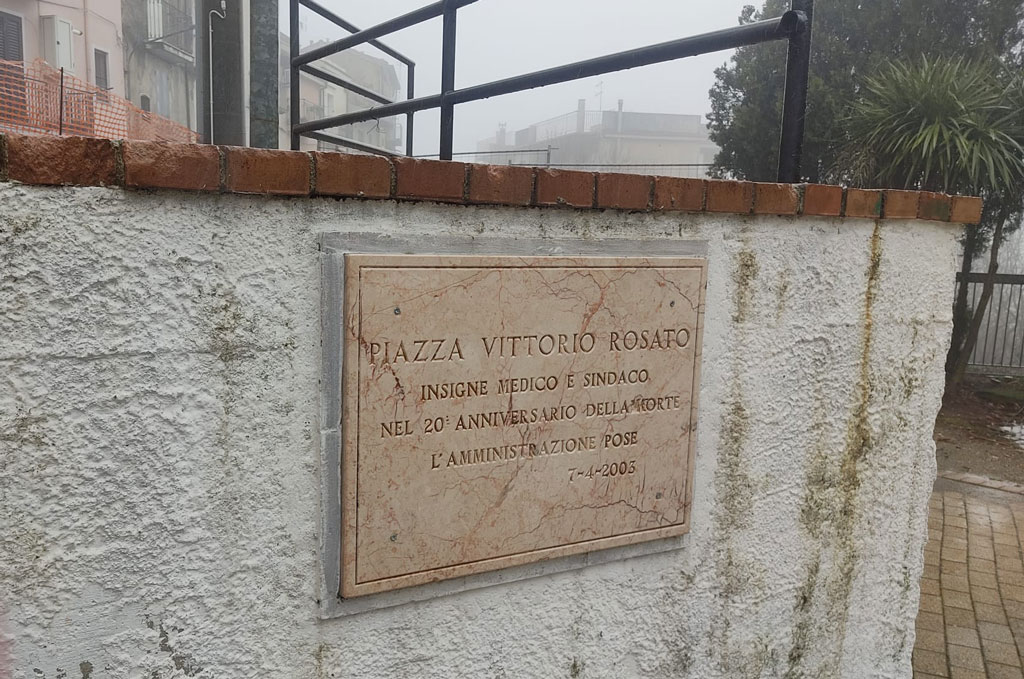 PIAZZA VITTORIO ROSATO
INSIGNE MEDICO E SINDACO
NEL 20° ANNIVERSARIO DELLA MORTE
L'AMMINISTRAZIONE POSE
7-4-2003